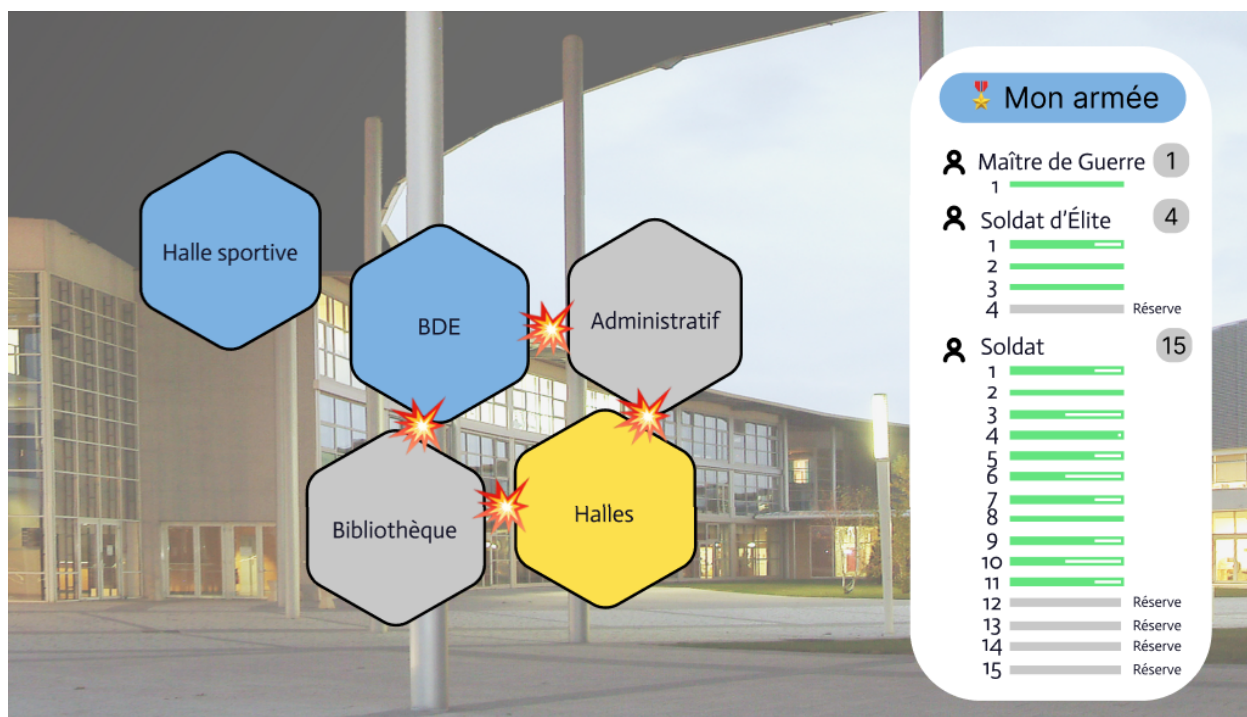 Halle sportive
BDE
Administratif
Bibliothèque
Halles
Mon armée
Maître de Guerre 1
1
Soldat d'Élite 4
1
2
3
4 Réserve
Soldat 15
1
2
3
4
5
6
7
8
9
10
11
12 Réserve
13 Réserve
14 Réserve
15 Réserve